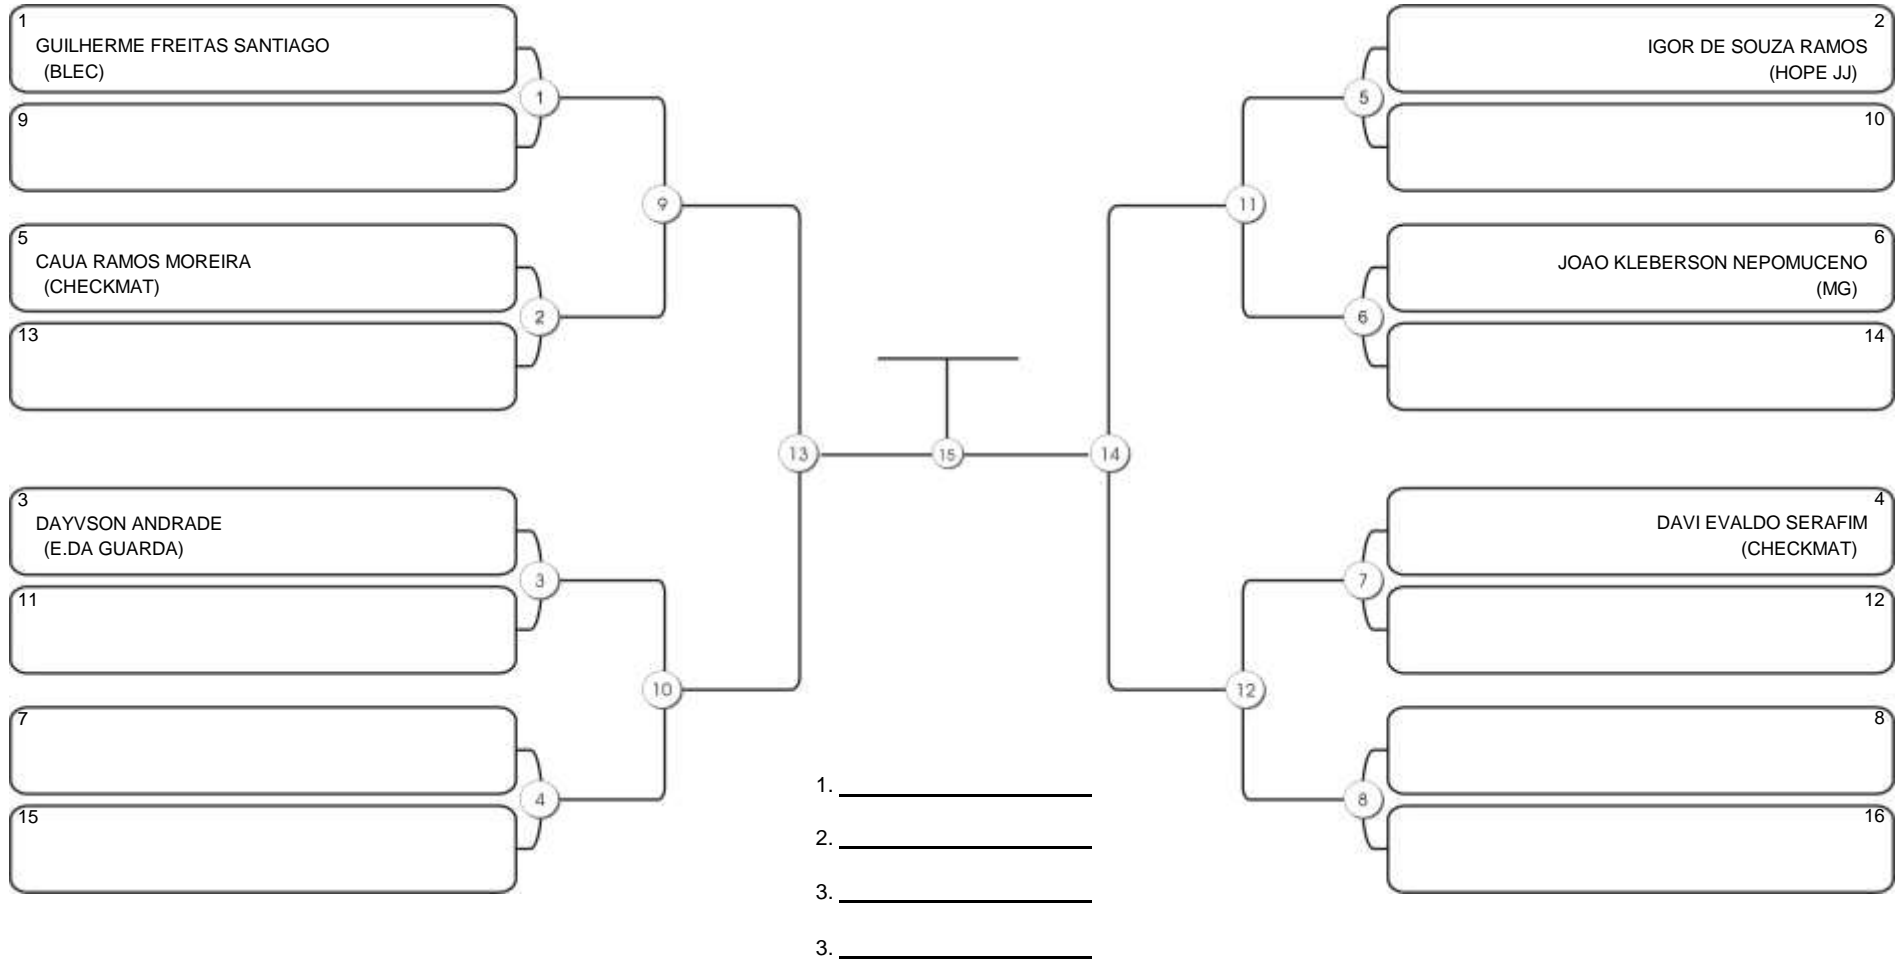 1
GUILHERME FREITAS SANTIAGO
(BLEC)
9
5
CAUA RAMOS MOREIRA
(CHECKMAT)
13
3
DAYVSON ANDRADE
(E.DA GUARDA)
11
7
15
1
2
3
4
9
10
13
15
14
11
12
5
6
7
8
2
IGOR DE SOUZA RAMOS
(HOPE JJ)
10
6
JOAO KLEBERSON NEPOMUCENO
(MG)
14
4
DAVI EVALDO SERAFIM
(CHECKMAT)
12
8
16
1.
2.
3.
3.